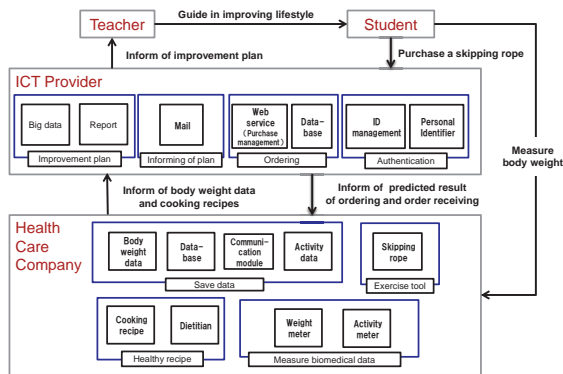 Teacher
Guide in improving lifestyle
Student
Inform of improvement plan
Purchase a skipping rope
ICT Provider
Big data
Report
Improvement plan
Mail
Informing of plan
Web
service
(Purchase
management)
Data-
base
Ordering
ID
management
Personal
Identifier
Authentication
Measure
body weight
Inform of body weight data
and cooking recipes
Inform of predicted result
of ordering and order receiving
Health
Care
Company
Body
weight
data
Data-
base
Communi-
cation
module
Activity
data
Save data
Skipping
rope
Exercise tool
Cooking
recipe
Dietitian
Healthy recipe
Weight
meter
Activity
meter
Measure biomedical data